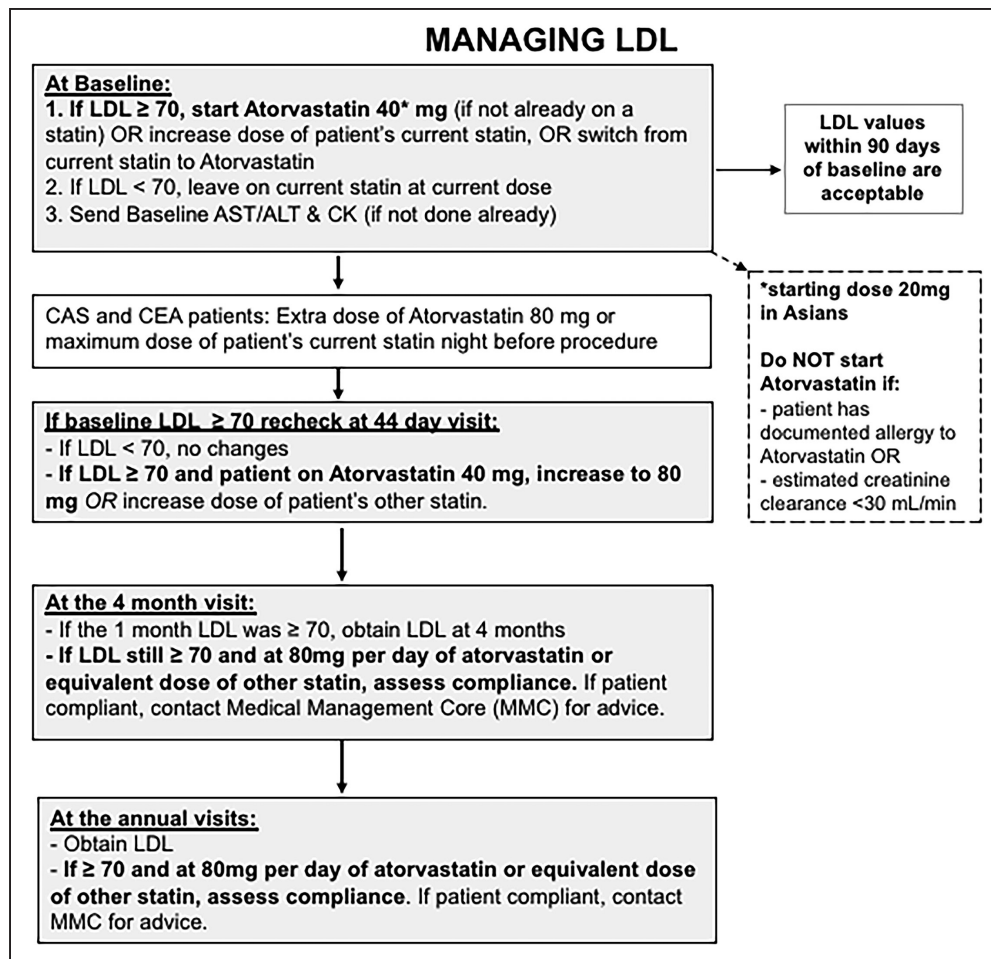 MANAGING LDL
At Baseline:
1. If LDL ≥ 70, start Atorvastatin 40* mg (if not already on a
statin) OR increase dose of patient's current statin, OR switch from
current statin to Atorvastatin
2. If LDL < 70, leave on current statin at current dose
3. Send Baseline AST/ALT & CK (if not done already)
LDL values
within 90 days
of baseline are
acceptable
*starting dose 20mg
in Asians
Do NOT start
Atorvastatin if:
- patient has
documented allergy to
Atorvastatin OR
- estimated creatinine
clearance <30 mL/min
CAS and CEA patients: Extra dose of Atorvastatin 80 mg or
maximum dose of patient's current statin night before procedure
If baseline LDL ≥ 70 recheck at 44 day visit:
- If LDL < 70, no changes
- If LDL ≥ 70 and patient on Atorvastatin 40 mg, increase to 80
mg OR increase dose of patient's other statin.
At the 4 month visit:
- If the 1 month LDL was ≥ 70, obtain LDL at 4 months
- If LDL still ≥ 70 and at 80mg per day of atorvastatin or
equivalent dose of other statin, assess compliance. If patient
compliant, contact Medical Management Core (MMC) for advice.
At the annual visits:
- Obtain LDL
- If ≥ 70 and at 80mg per day of atorvastatin or equivalent dose
of other statin, assess compliance. If patient compliant, contact
MMC for advice.